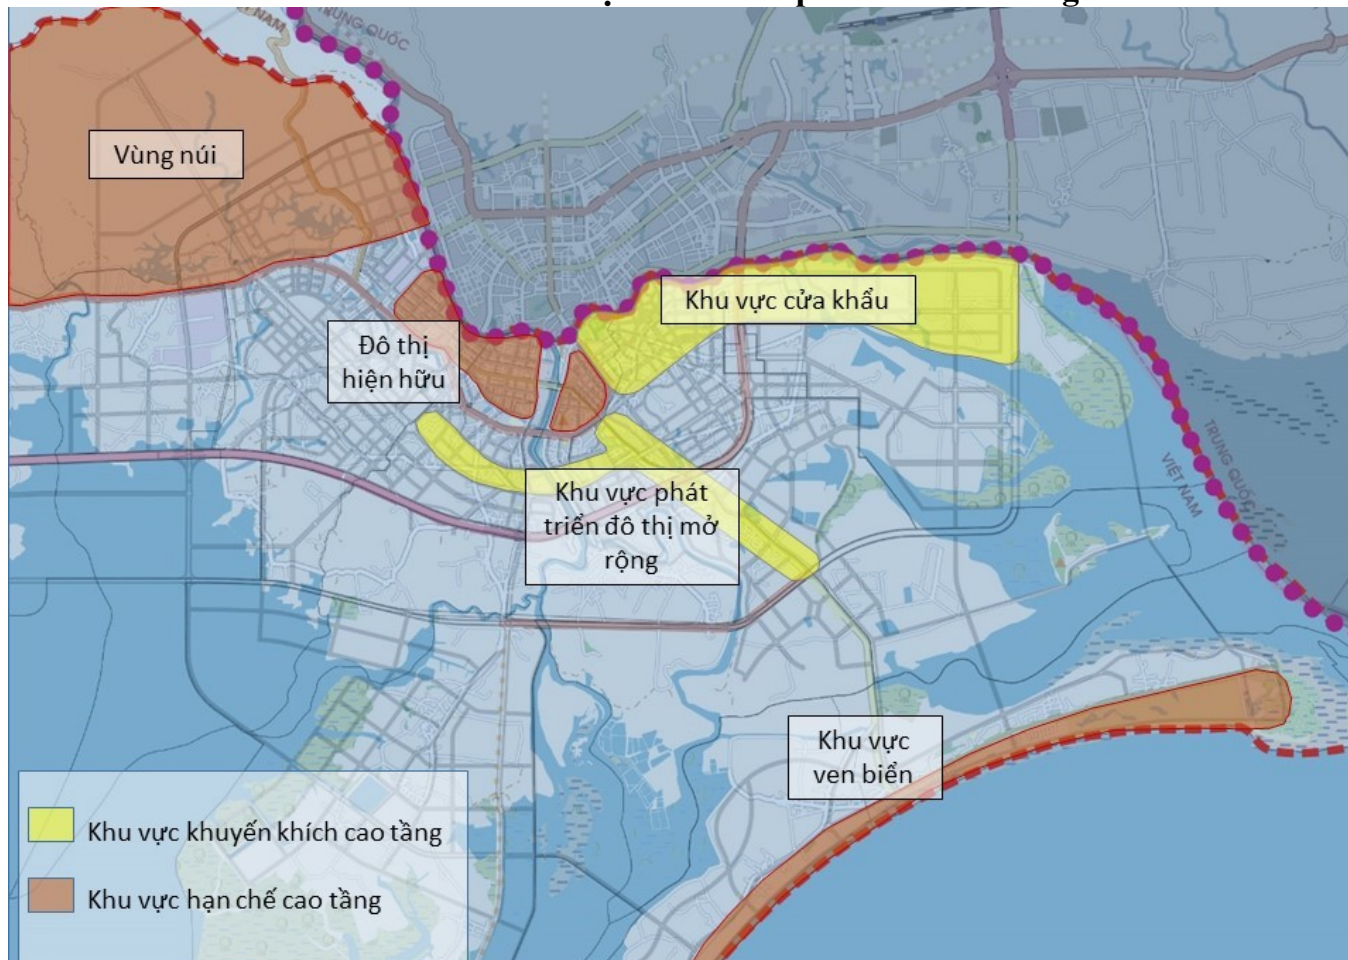 VIỆT NAM
TRUNG QUỐC
Vùng núi
Khu vực cửa khẩu
Đô thị
hiện hữu
Khu vực phát
triển đô thị mở
rộng
TRUNG QUỐC
VIỆT NAM
Khu vực
ven biển
Khu vực khuyến khích cao tầng
Khu vực hạn chế cao tầng